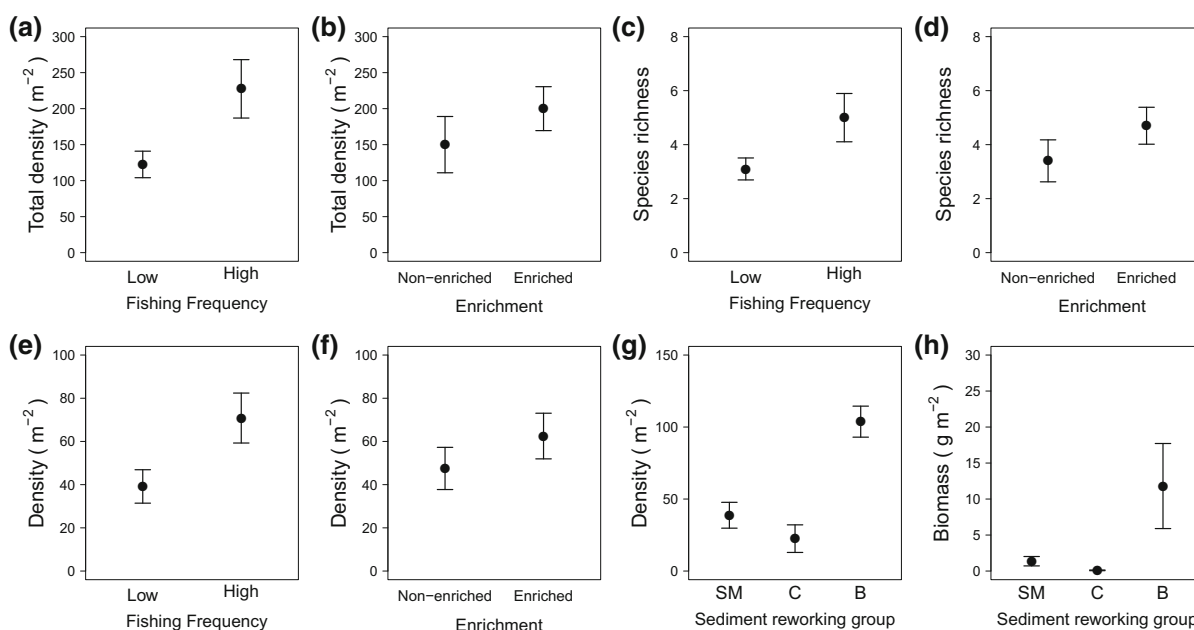 (a) (b) (c) (d)
Total density ( m⁻² )
300
250
200
150
100
50
0
Low High
Fishing Frequency
Total density ( m⁻² )
300
250
200
150
100
50
0
Non−enriched Enriched
Enrichment
Species richness
8
6
4
2
0
Low High
Fishing Frequency
Species richness
8
6
4
2
0
Non−enriched Enriched
Enrichment
(e) (f) (g) (h)
Density ( m⁻² )
100
80
60
40
20
0
Low High
Fishing Frequency
Density ( m⁻² )
100
80
60
40
20
0
Non−enriched Enriched
Enrichment
Density ( m⁻² )
150
100
50
0
SM C B
Sediment reworking group
Biomass ( g m⁻² )
30
25
20
15
10
5
0
SM C B
Sediment reworking group